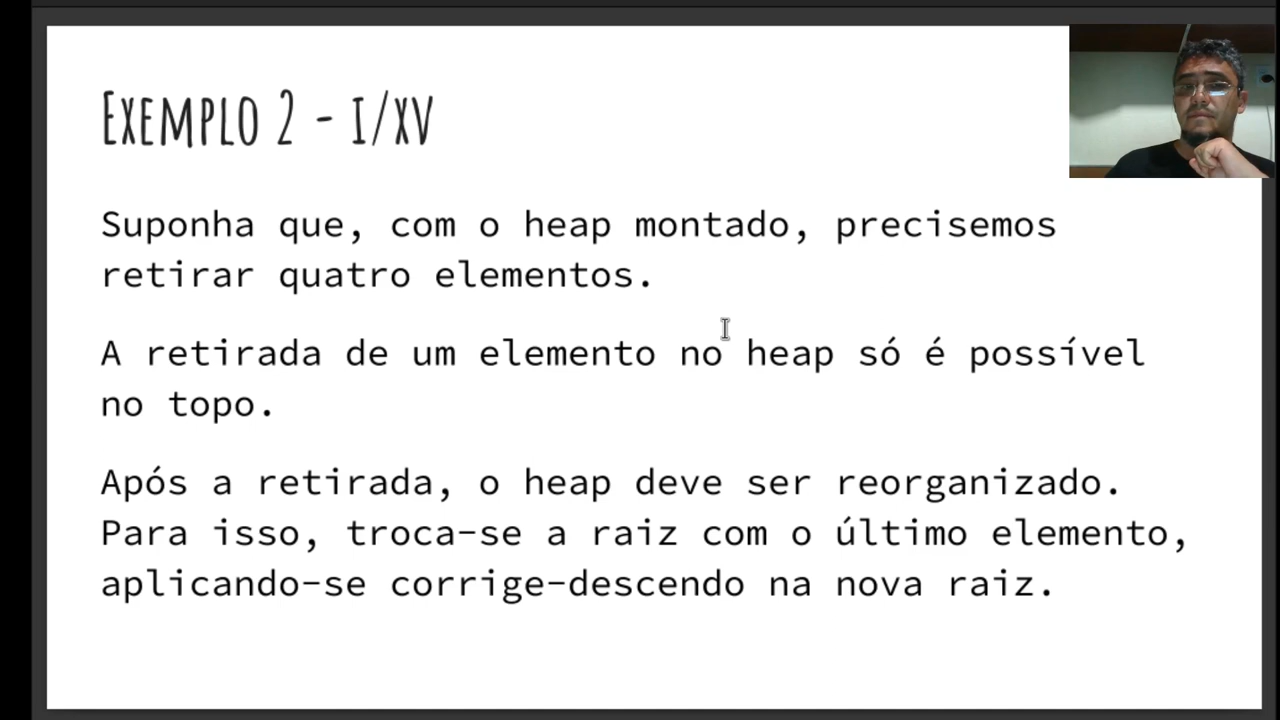 Exemplo 2 - I/XV
Suponha que, com o heap montado, precisemos
retirar quatro elementos.
A retirada de um elemento no heap só é possível
no topo.
Após a retirada, o heap deve ser reorganizado.
Para isso, troca-se a raiz com o último elemento,
aplicando-se corrige-descendo na nova raiz.